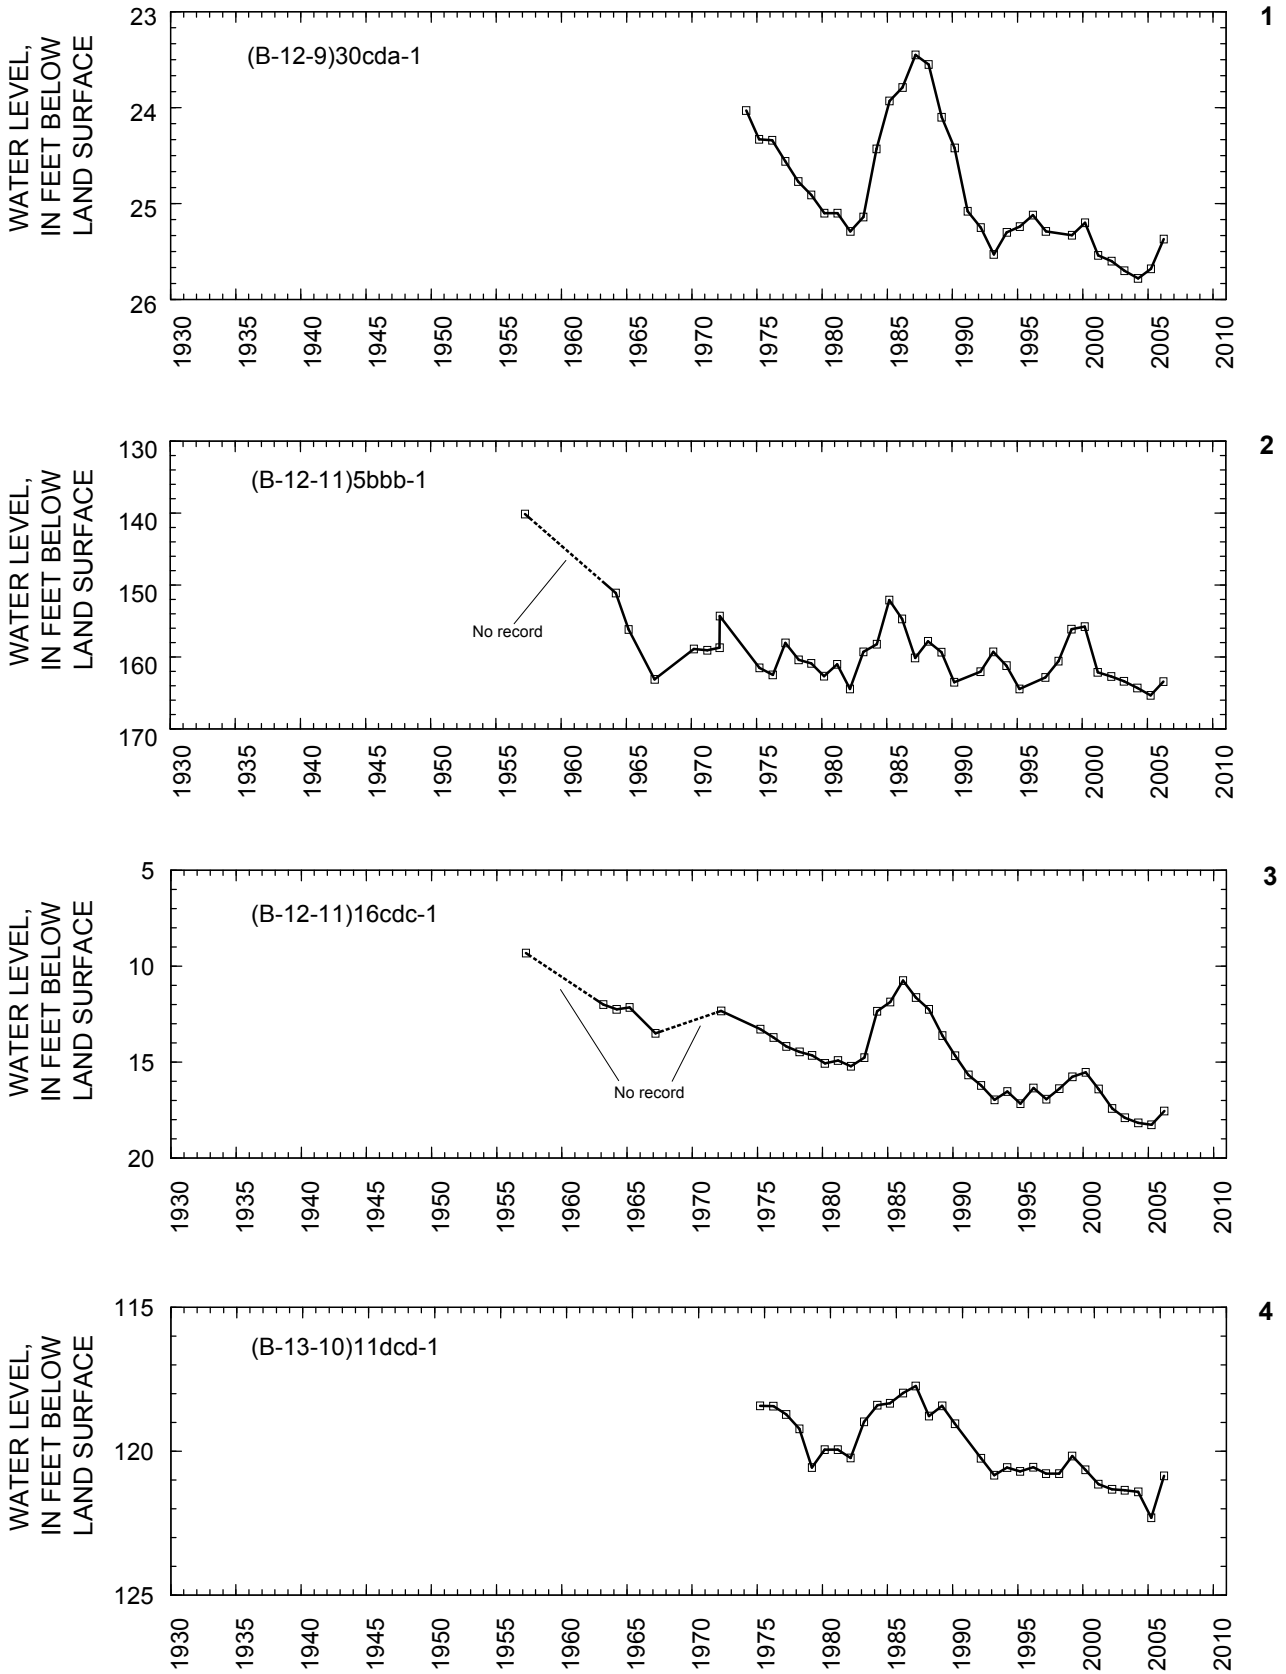 1
(B-12-9)30cda-1
WATER LEVEL,
IN FEET BELOW
LAND SURFACE
23
24
25
26
1930 1935 1940 1945 1950 1955 1960 1965 1970 1975 1980 1985 1990 1995 2000 2005 2010
2
(B-12-11)5bbb-1
WATER LEVEL,
IN FEET BELOW
LAND SURFACE
130
140
150
160
170
No record
1930 1935 1940 1945 1950 1955 1960 1965 1970 1975 1980 1985 1990 1995 2000 2005 2010
3
(B-12-11)16cdc-1
WATER LEVEL,
IN FEET BELOW
LAND SURFACE
5
10
15
20
No record
1930 1935 1940 1945 1950 1955 1960 1965 1970 1975 1980 1985 1990 1995 2000 2005 2010
4
(B-13-10)11dcd-1
WATER LEVEL,
IN FEET BELOW
LAND SURFACE
115
120
125
1930 1935 1940 1945 1950 1955 1960 1965 1970 1975 1980 1985 1990 1995 2000 2005 2010